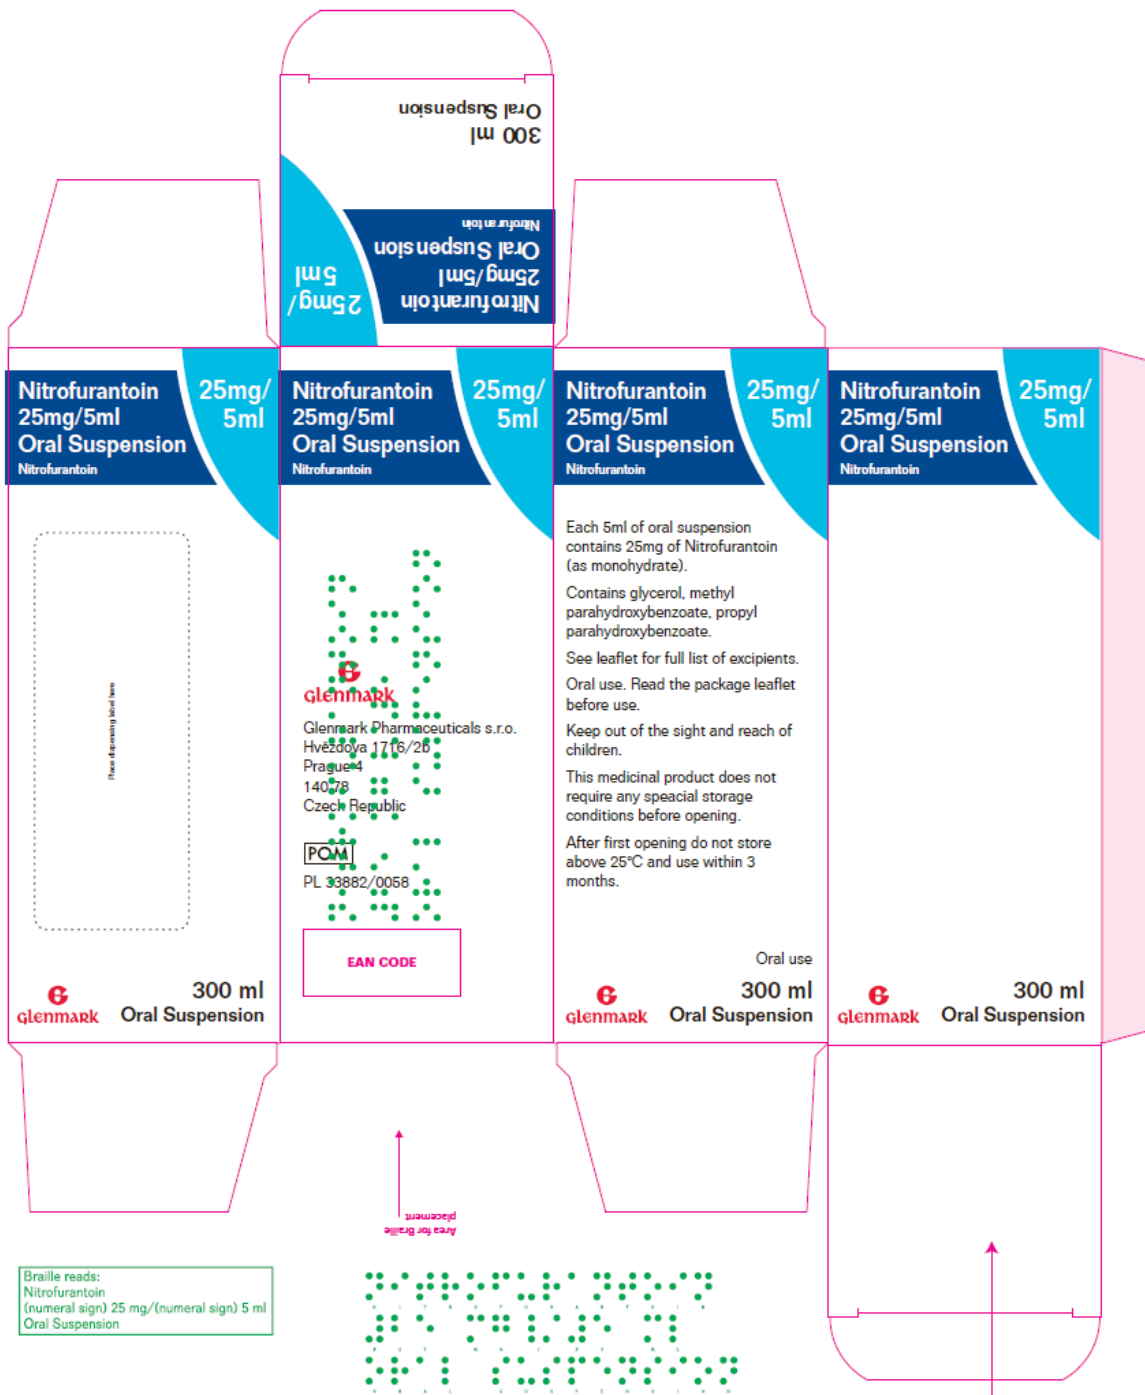 300 ml
Oral Suspension
Nitrofurantoin
25mg/5ml
Oral Suspension
Nitrofurantoin
25mg/
5ml
Nitrofurantoin
25mg/5ml
Oral Suspension
Nitrofurantoin
25mg/
5ml
Place dispensing label here
GLENMARK
300 ml
Oral Suspension
Nitrofurantoin
25mg/5ml
Oral Suspension
Nitrofurantoin
25mg/
5ml
GLENMARK
Glenmark Pharmaceuticals s.r.o.
Hvězdova 1716/2b
Prague 4
140 78
Czech Republic
POM
PL 33882/0058
EAN CODE
Nitrofurantoin
25mg/5ml
Oral Suspension
Nitrofurantoin
25mg/
5ml
Each 5ml of oral suspension
contains 25mg of Nitrofurantoin
(as monohydrate).
Contains glycerol, methyl
parahydroxybenzoate, propyl
parahydroxybenzoate.
See leaflet for full list of excipients.
Oral use. Read the package leaflet
before use.
Keep out of the sight and reach of
children.
This medicinal product does not
require any speacial storage
conditions before opening.
After first opening do not store
above 25°C and use within 3
months.
Oral use
GLENMARK
300 ml
Oral Suspension
Nitrofurantoin
25mg/5ml
Oral Suspension
Nitrofurantoin
25mg/
5ml
GLENMARK
300 ml
Oral Suspension
Area for Braille
placement
Braille reads:
Nitrofurantoin
(numeral sign) 25 mg/(numeral sign) 5 ml
Oral Suspension